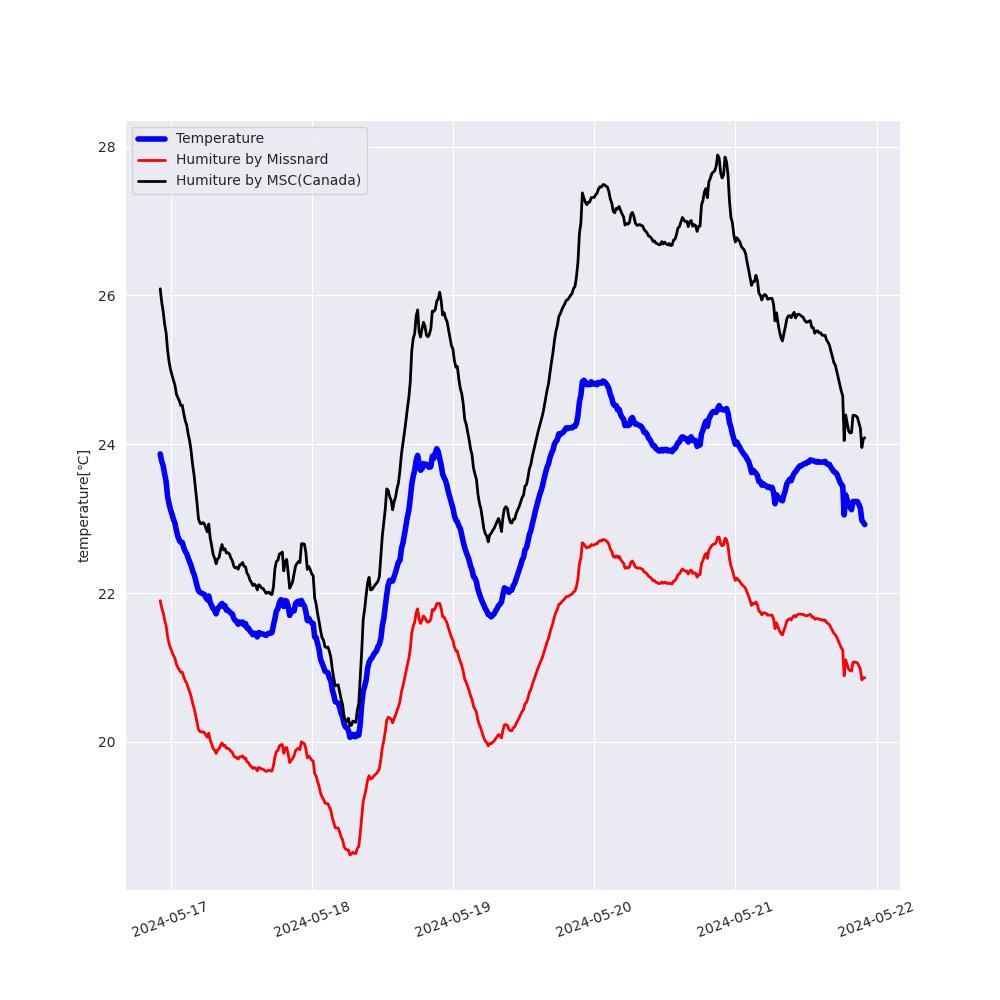 Temperature
Humiture by Missnard
Humiture by MSC(Canada)
28
26
24
22
20
temperature[℃]
2024-05-17
2024-05-18
2024-05-19
2024-05-20
2024-05-21
2024-05-22